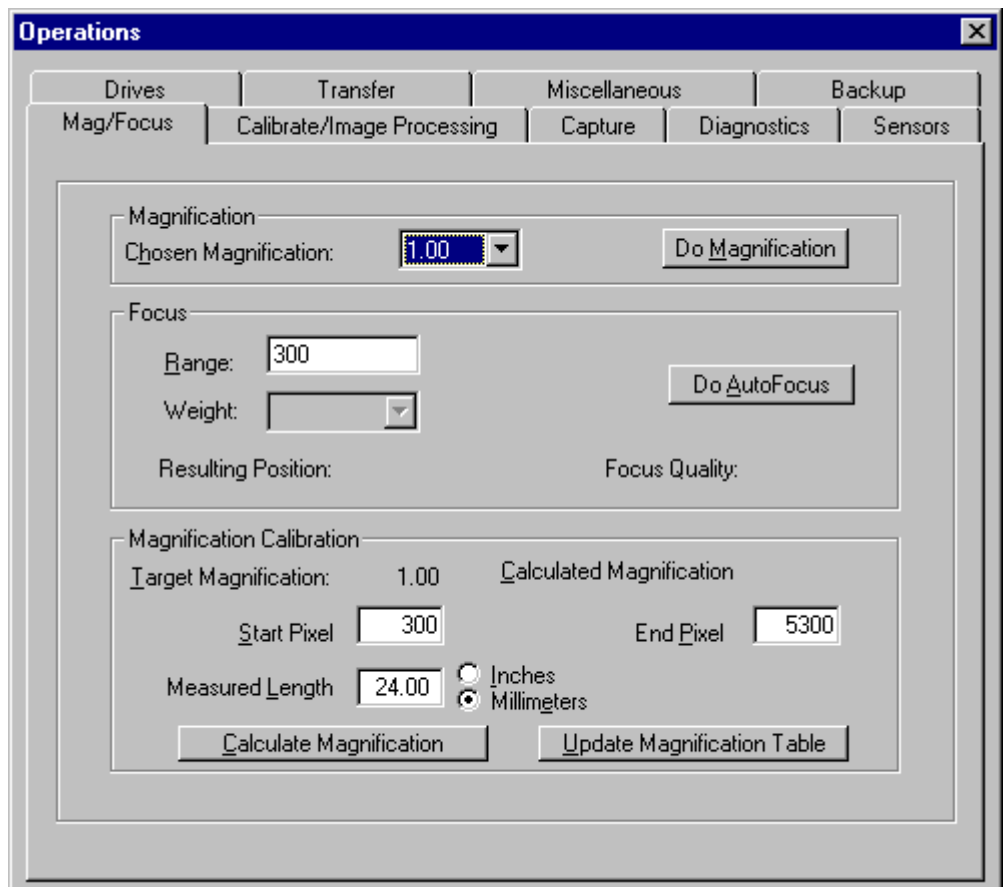 Operations
Drives Transfer Miscellaneous Backup
Mag/Focus Calibrate/Image Processing Capture Diagnostics Sensors
Magnification
Chosen Magnification: 1.00 Do Magnification
Focus
Range: 300
Do AutoFocus
Weight:
Resulting Position: Focus Quality:
Magnification Calibration
Target Magnification: 1.00 Calculated Magnification
Start Pixel 300 End Pixel 5300
Measured Length 24.00 Inches
Millimeters
Calculate Magnification Update Magnification Table